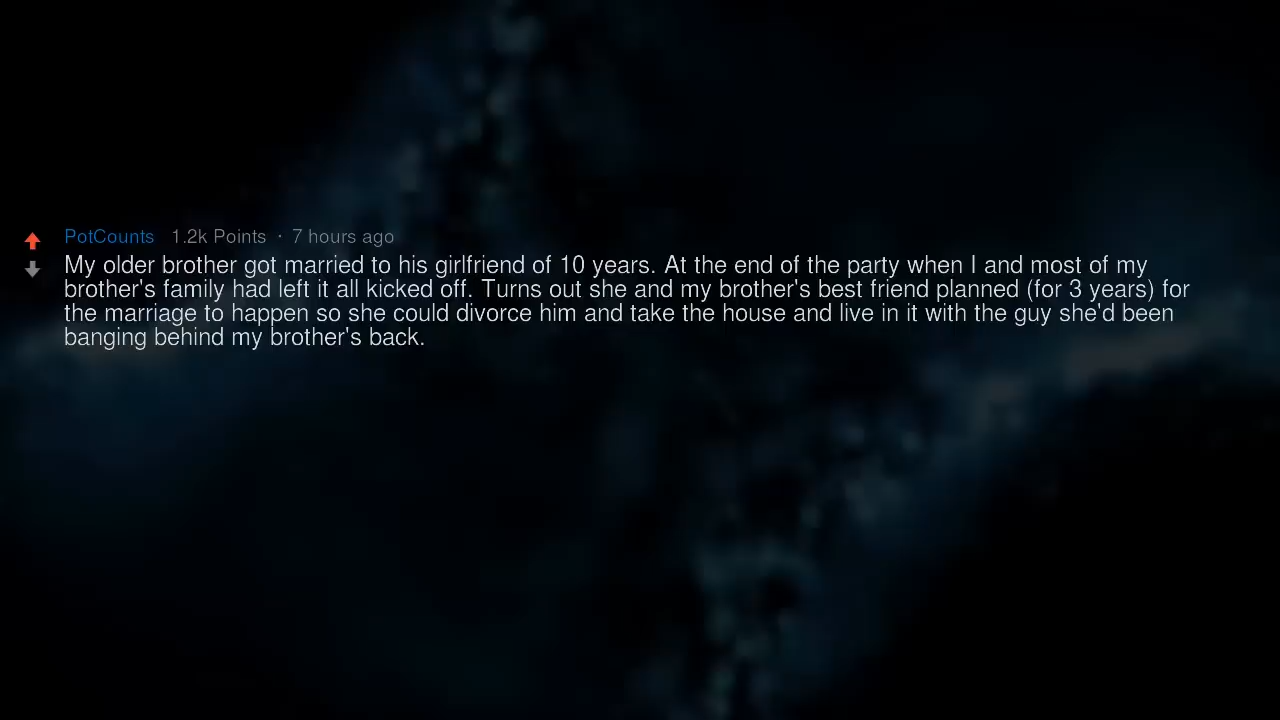 PotCounts 1.2k Points · 7 hours ago
My older brother got married to his girlfriend of 10 years. At the end of the party when I and most of my
brother's family had left it all kicked off. Turns out she and my brother's best friend planned (for 3 years) for
the marriage to happen so she could divorce him and take the house and live in it with the guy she'd been
banging behind my brother's back.